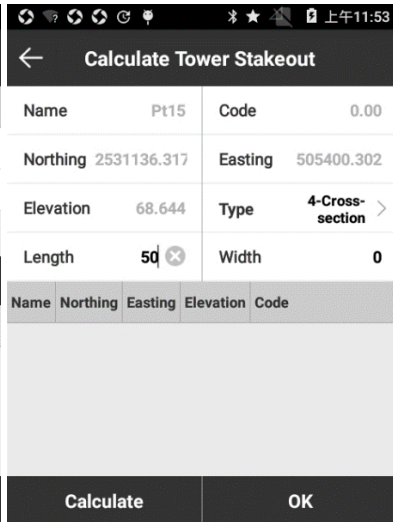 上午11:53
Calculate Tower Stakeout
Name Pt15 Code 0.00
Northing 2531136.317 Easting 505400.302
Elevation 68.644 Type 4-Cross-
section
Length 50 Width 0
Name Northing Easting Elevation Code
Calculate OK